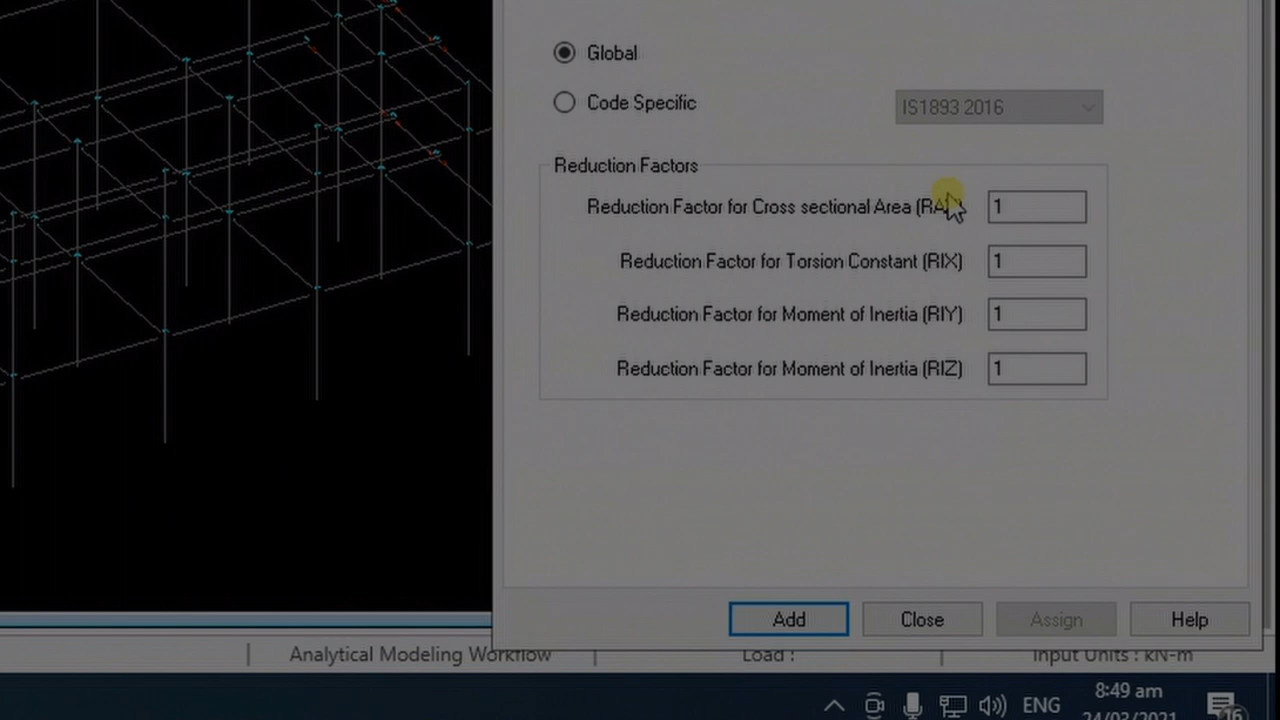 Global
Code Specific
IS1893 2016
Reduction Factors
Reduction Factor for Cross sectional Area (RAX) 1
Reduction Factor for Torsion Constant (RIX) 1
Reduction Factor for Moment of Inertia (RIY) 1
Reduction Factor for Moment of Inertia (RIZ) 1
Add Close Assign Help
Analytical Modeling Workflow Load : Input Units : kN-m
ENG 8:49 am
24/03/2021
16